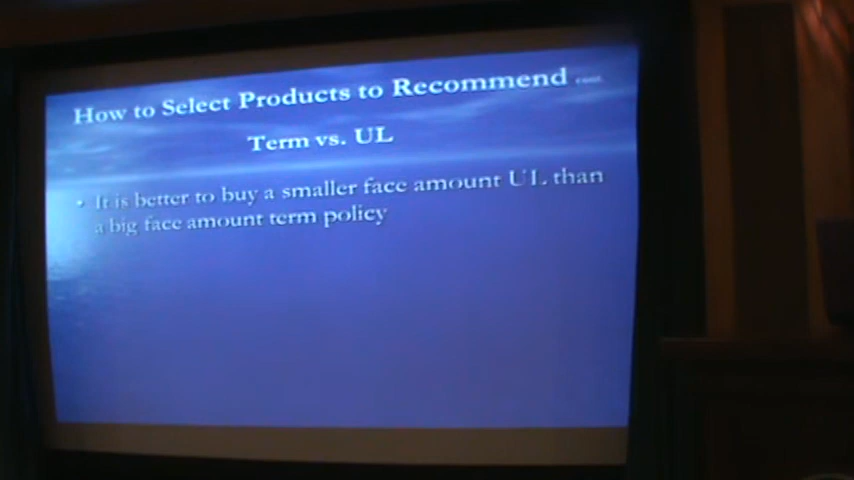 How to Select Products to Recommend cont.
Term vs. UL
• It is better to buy a smaller face amount UL than
a big face amount term policy